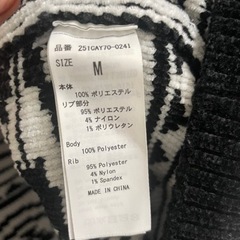 品番 Z51CAY70-0241
SIZE M
本体
100% ポリエステル
リブ部分
95% ポリエステル
4% ナイロン
1% ポリウレタン
Body
100% Polyester
Rib
95% Polyester
4% Nylon
1% Spandex
MADE IN CHINA